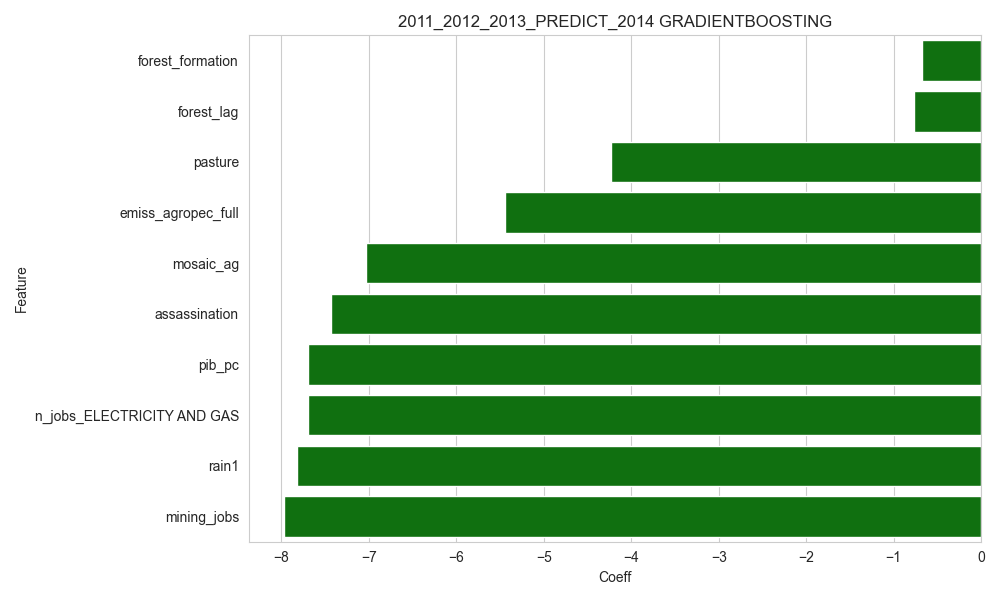 2011_2012_2013_PREDICT_2014 GRADIENTBOOSTING
forest_formation
forest_lag
pasture
emiss_agropec_full
mosaic_ag
assassination
pib_pc
n_jobs_ELECTRICITY AND GAS
rain1
mining_jobs
Feature
−8 −7 −6 −5 −4 −3 −2 −1 0
Coeff